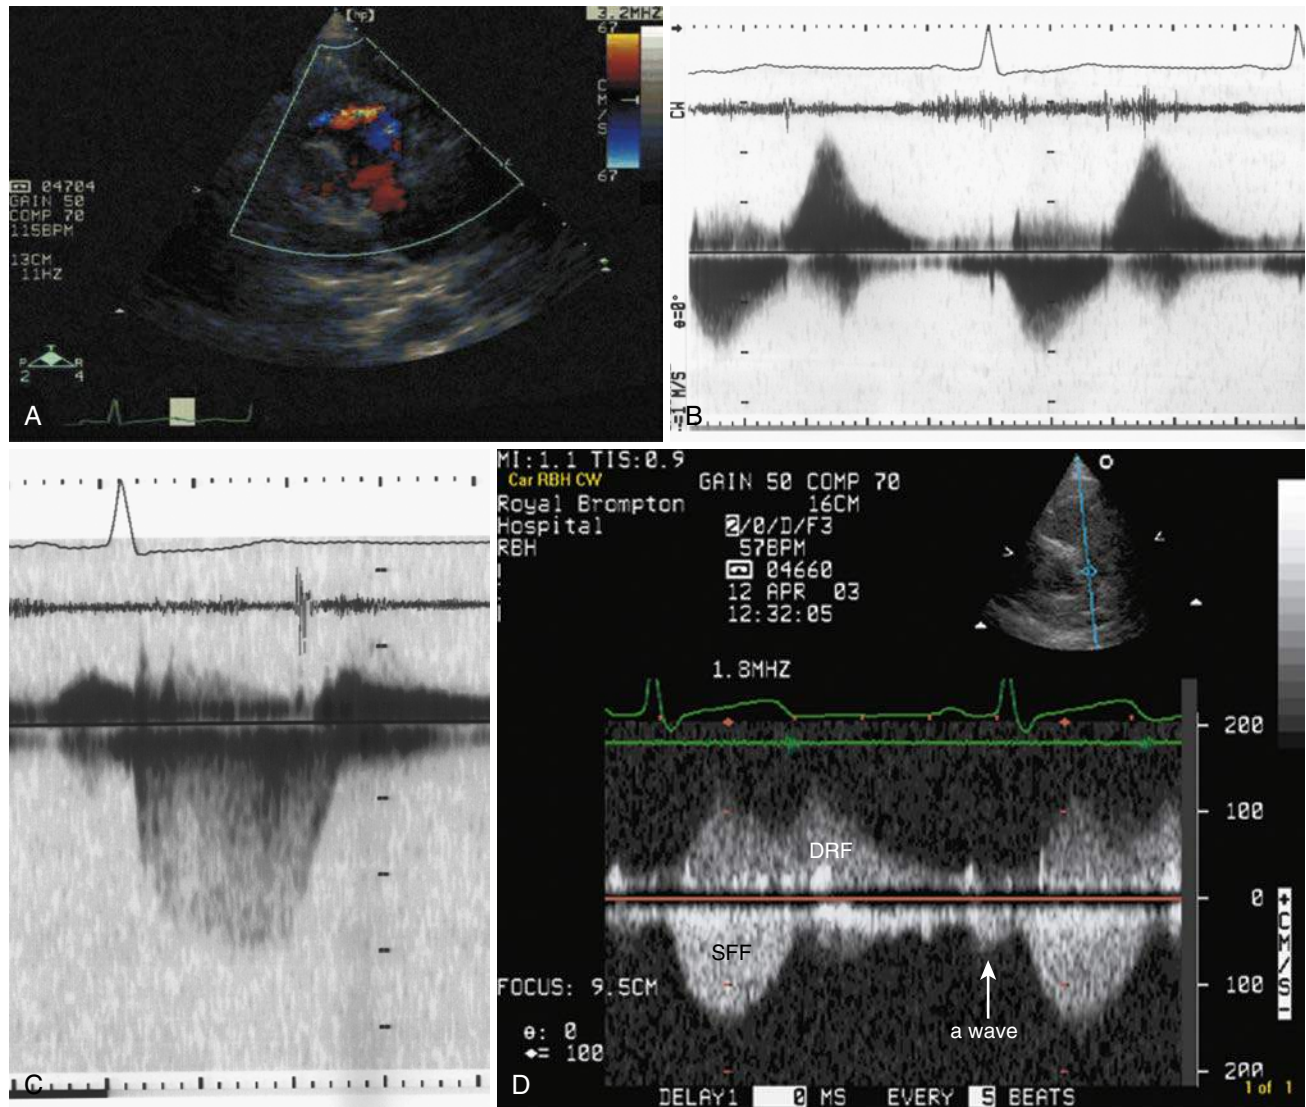 [hp]
3.2MHZ
67
CM/S
67
04704
GAIN 50
COMP 70
115BPM
13CM
11HZ
T
P R
2 4
A
CW
θ=0°
1 M/S
B
C
MI:1.1 TIS:0.9
Car RBH CW
GAIN 50 COMP 70
Royal Brompton
16CM
Hospital
2/0/D/F3
RBH
57BPM
04660
12 APR 03
12:32:05
1.8MHZ
200
100
DRF
0
+CM/S-
SFF
FOCUS: 9.5CM
100
a wave
θ: 0
= 100
200
D
1 of 1
DELAY1 0 MS EVERY 5 BEATS